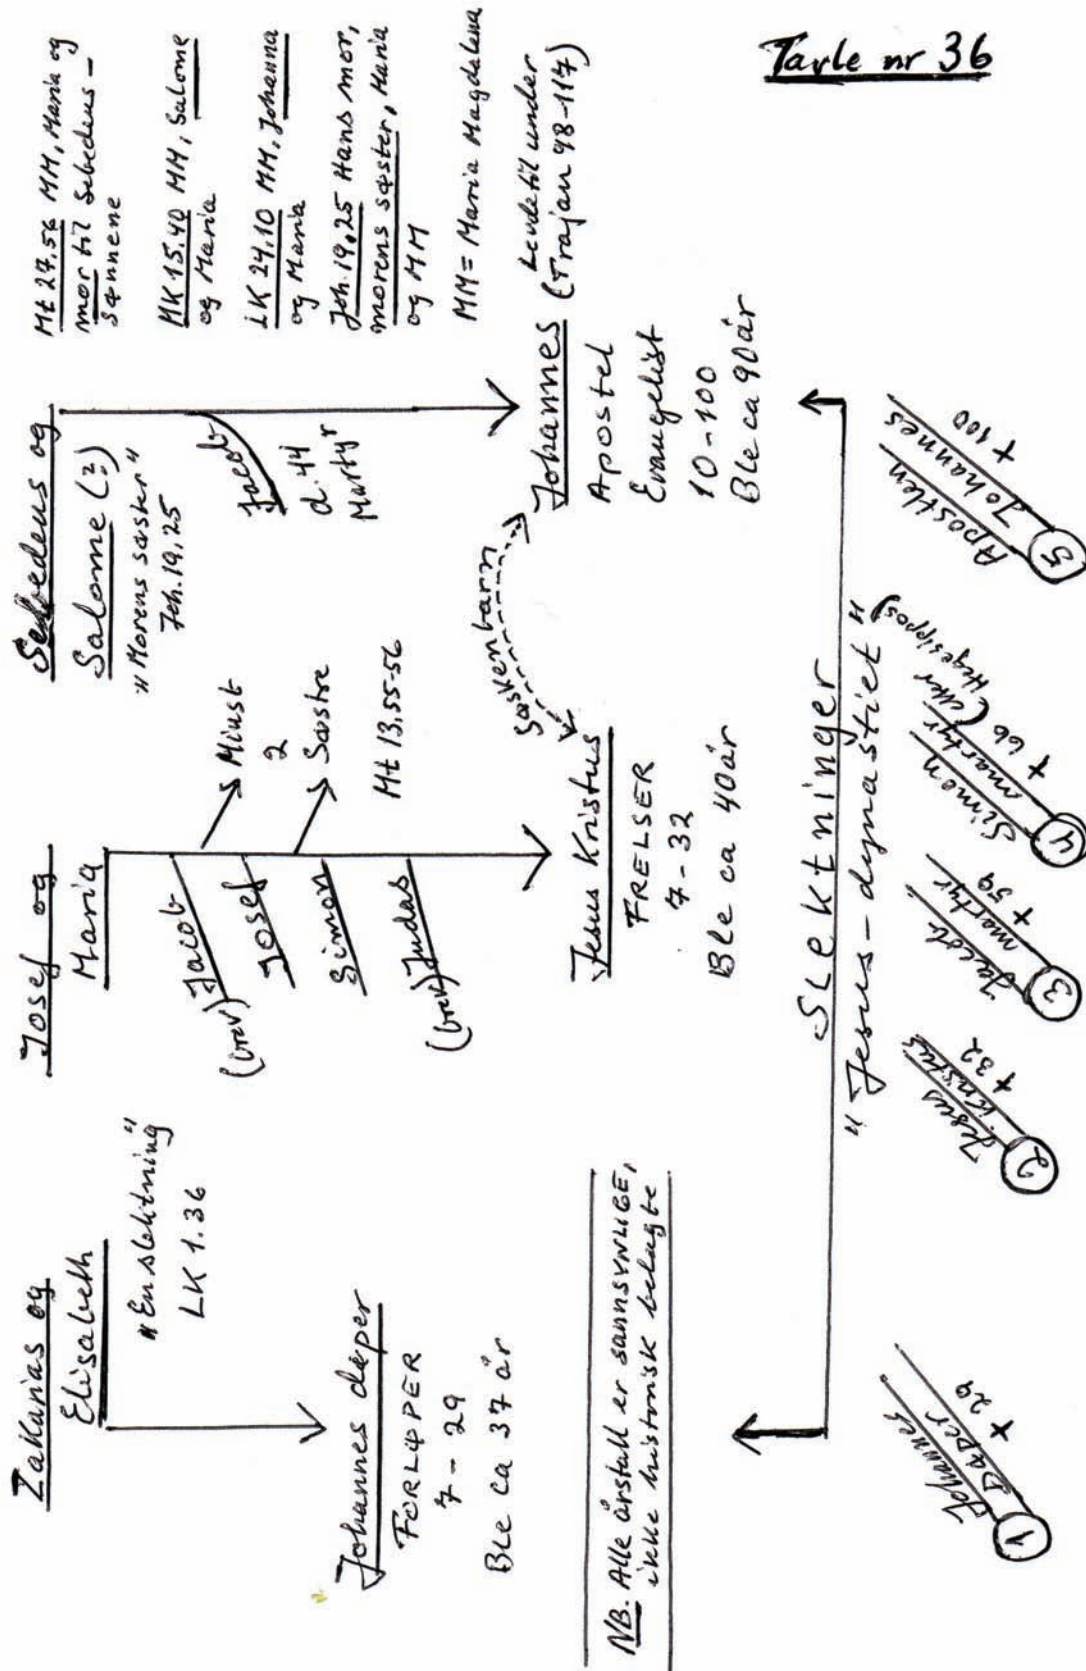 Tavle nr 36
Zakarias og
Elisabeth
"En slektning"
LK 1.36
Johannes døper
FORLØPER
7 - 29
Ble ca 37 år
Josef og
Maria
(brev) Jacob
Josef
Simon
(brev) Judas
Minst
2
Søstre
Mt 13,55-56
Jesus Kristus
FRELSER
7 - 32
Ble ca 40 år
Sebedeus og
Salome (?)
"Morens søster"
Joh. 19,25
Jacob
d. 44
Martyr
Søskenbarn
Johannes
Apostel
Evangelist
10 - 100
Ble ca 90 år
Levde til under
(Trajan 98-117)
Mt 27,56 MM, Maria og
mor til Sebedeus-
sønnene
MK 15.40 MM, Salome
og Maria
LK 24.10 MM, Johanna
og Maria
Joh. 19,25 Hans mor,
morens søster, Maria
og MM
MM = Maria Magdelena
NB. Alle årstall er sannsynlige,
ikke historisk belagte
Slektninger
"Jesus-dynastiet"
1 Johannes
Døper
+ 29
2 Jesus
Kristus
+ 32
3 Jacob
martyr
+ 59
4 Simon
martyr
+ 66 (etter
Hegesippos)
5 Apostlen
Johannes
+ 100